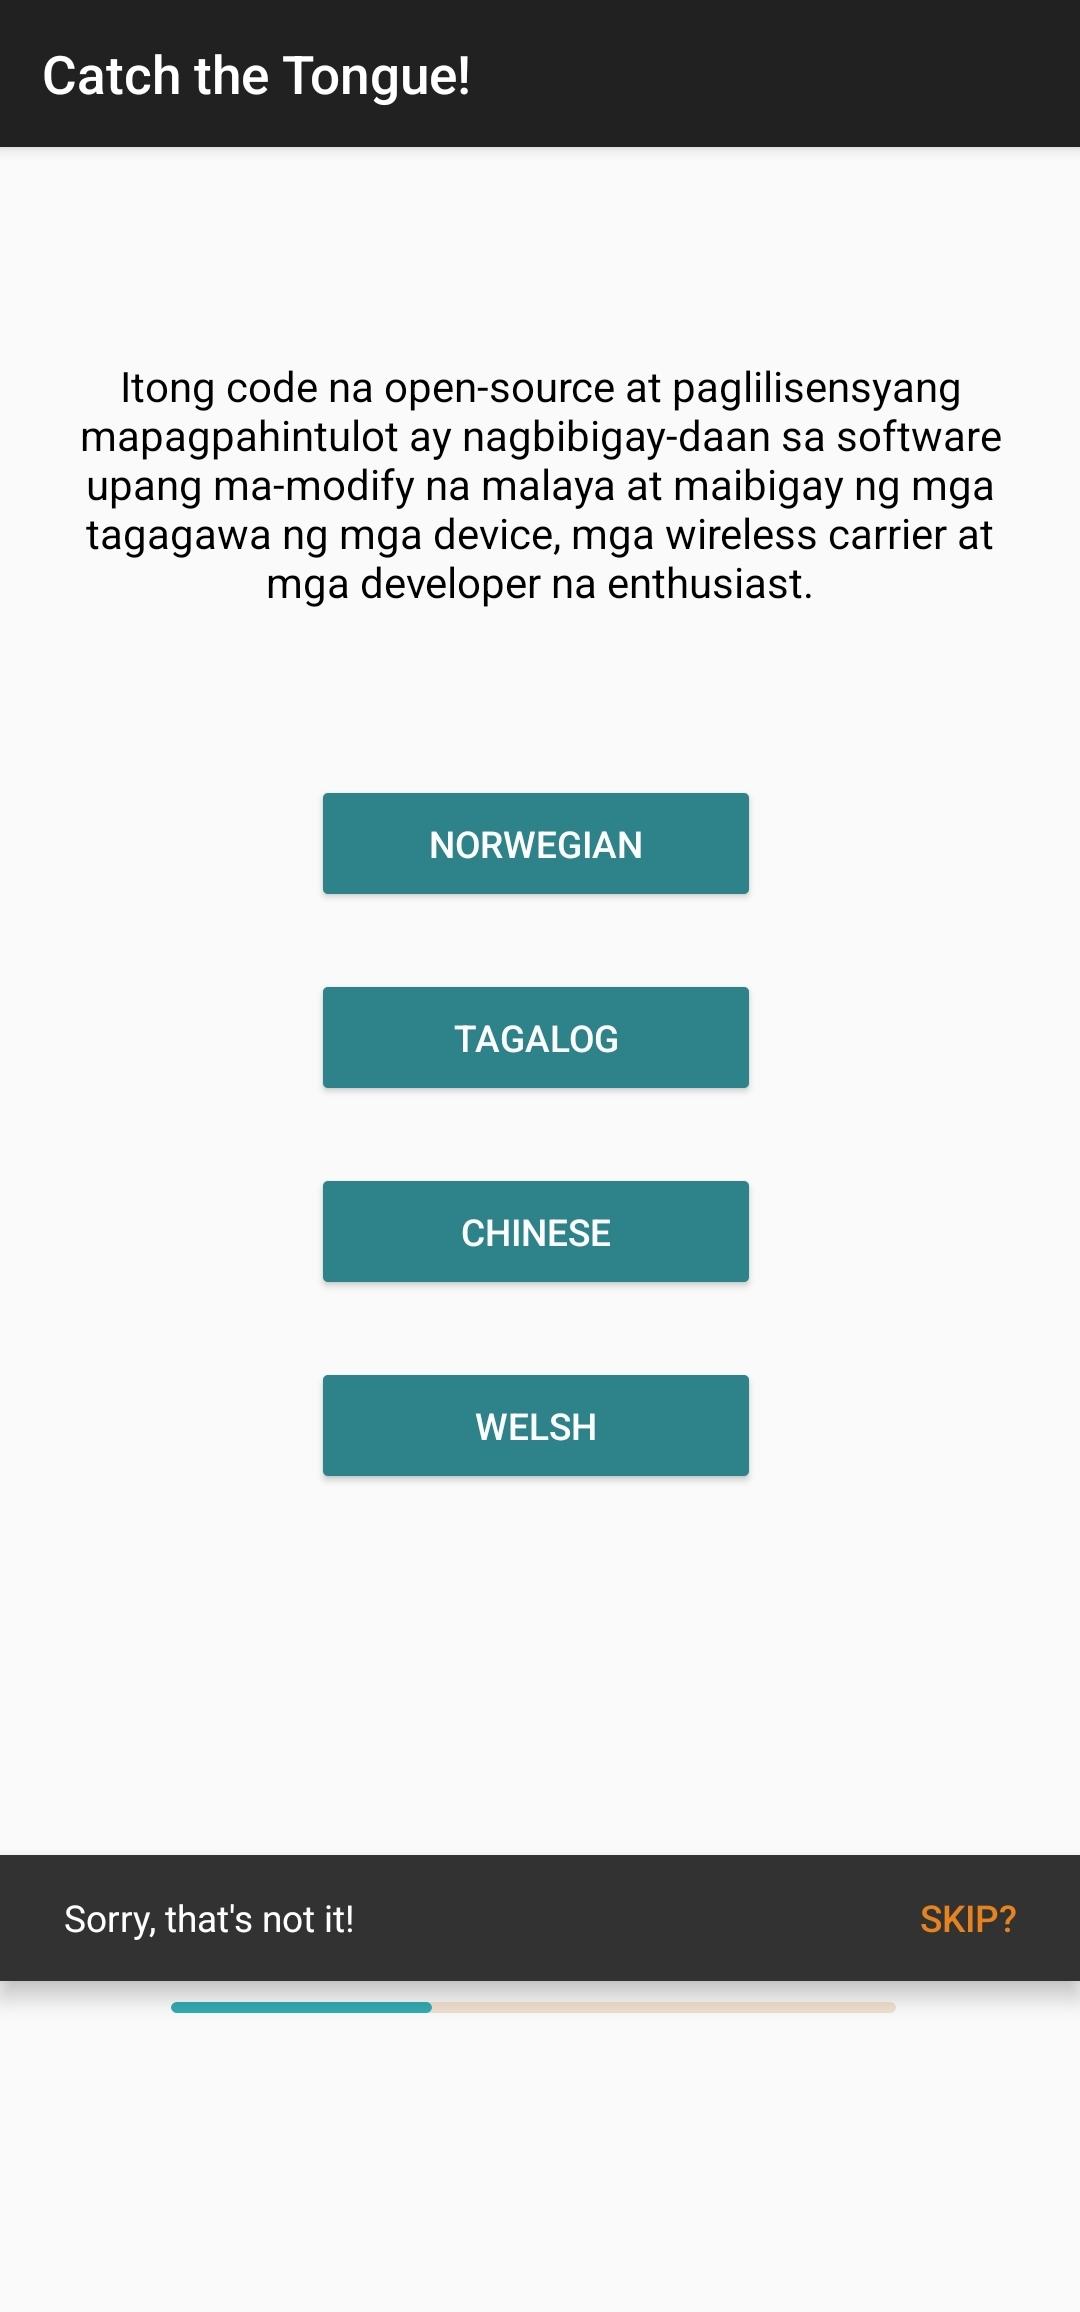 Catch the Tongue!
Itong code na open-source at paglilisensyang
mapagpahintulot ay nagbibigay-daan sa software
upang ma-modify na malaya at maibigay ng mga
tagagawa ng mga device, mga wireless carrier at
mga developer na enthusiast.
NORWEGIAN
TAGALOG
CHINESE
WELSH
Sorry, that's not it! SKIP?